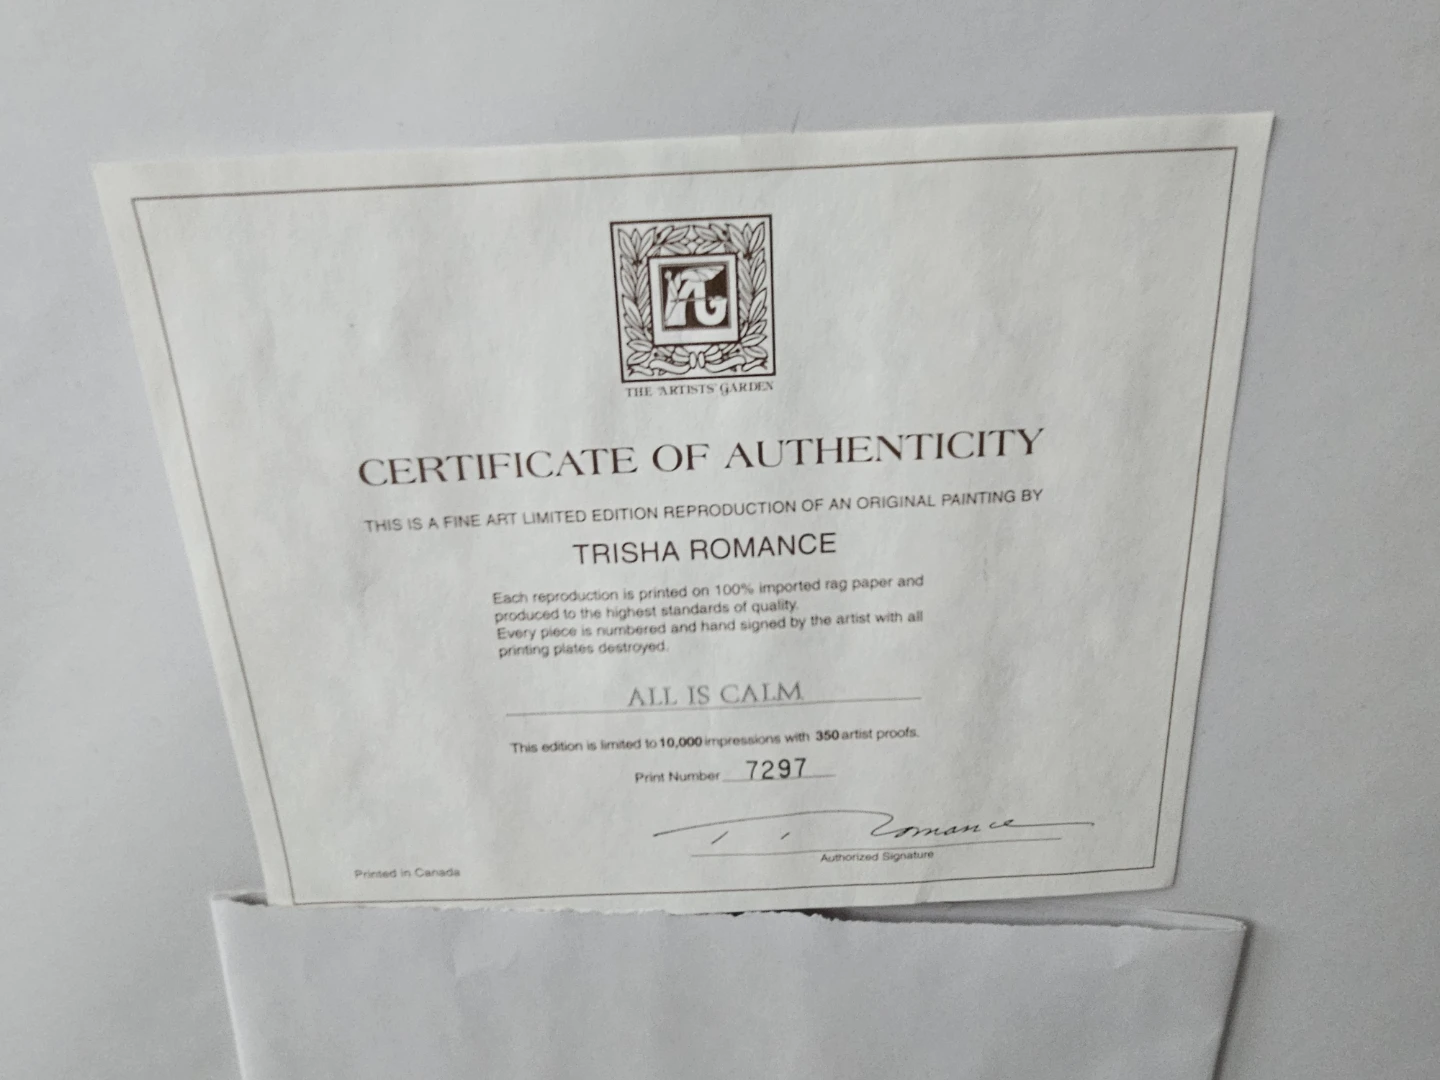 AG
THE ARTISTS' GARDEN
CERTIFICATE OF AUTHENTICITY
THIS IS A FINE ART LIMITED EDITION REPRODUCTION OF AN ORIGINAL PAINTING BY
TRISHA ROMANCE
Each reproduction is printed on 100% imported rag paper and
produced to the highest standards of quality.
Every piece is numbered and hand signed by the artist with all
printing plates destroyed.
ALL IS CALM
This edition is limited to 10,000 impressions with 350 artist proofs.
Print Number 7297
T. Romance
Authorized Signature
Printed in Canada